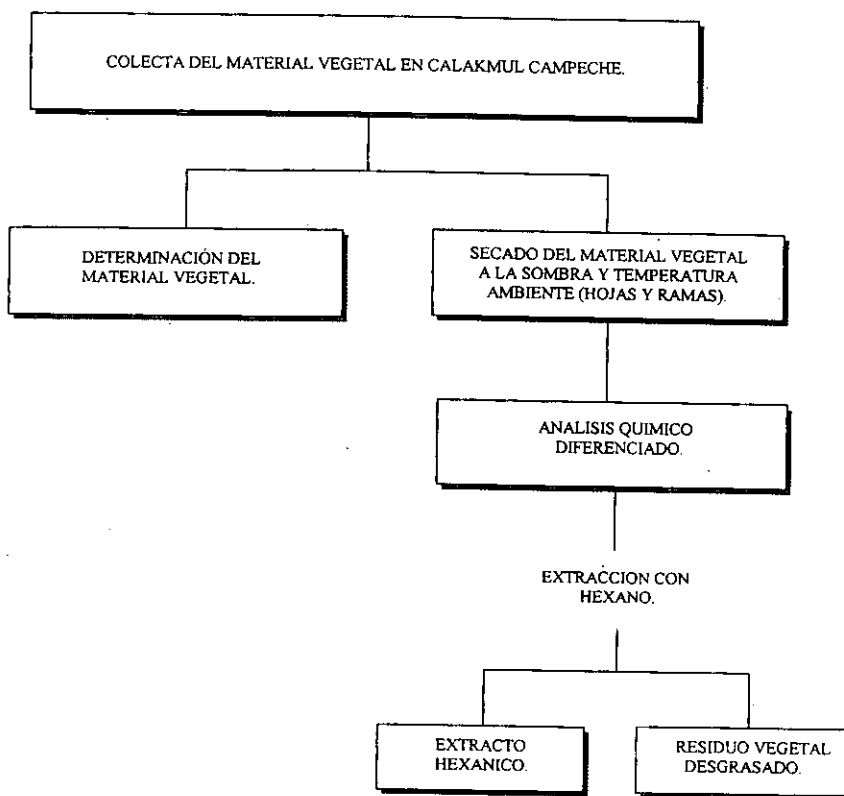 COLECTA DEL MATERIAL VEGETAL EN CALAKMUL CAMPECHE.
DETERMINACIÓN DEL
MATERIAL VEGETAL.
SECADO DEL MATERIAL VEGETAL
A LA SOMBRA Y TEMPERATURA
AMBIENTE (HOJAS Y RAMAS).
ANALISIS QUIMICO
DIFERENCIADO.
EXTRACCION CON
HEXANO.
EXTRACTO
HEXANICO.
RESIDUO VEGETAL
DESGRASADO.